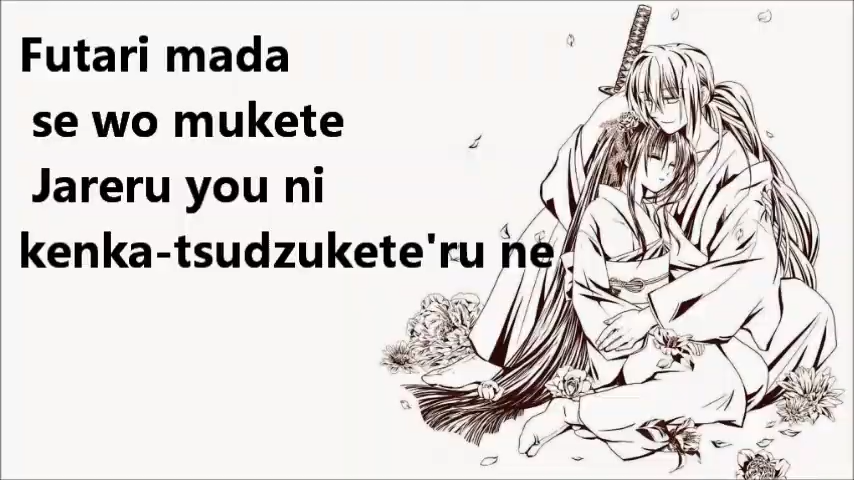 Futari mada
se wo mukete
Jareru you ni
kenka-tsudzukete'ru ne